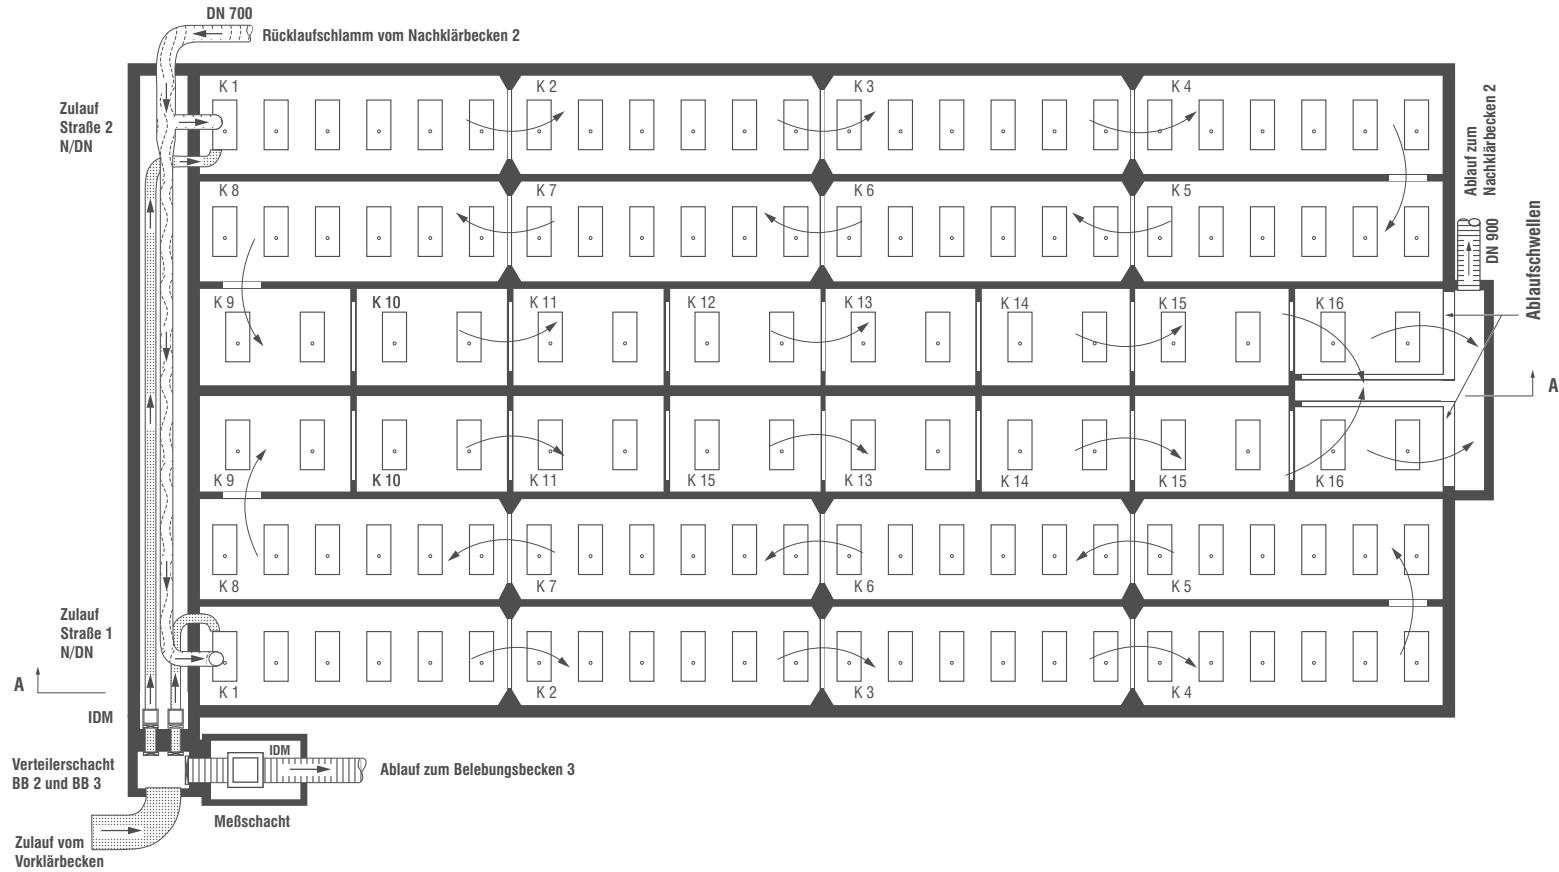 DN 700
Rücklaufschlamm vom Nachklärbecken 2
Zulauf
Straße 2
N/DN
K 1
K 2
K 3
K 4
Ablauf zum
Nachklärbecken 2
K 8
K 7
K 6
K 5
DN 900
Ablaufschwellen
K 9
K 10
K 11
K 12
K 13
K 14
K 15
K 16
A
K 9
K 10
K 11
K 15
K 13
K 14
K 15
K 16
K 8
K 7
K 6
K 5
Zulauf
Straße 1
N/DN
A
K 1
K 2
K 3
K 4
IDM
IDM
Verteilerschacht
BB 2 und BB 3
Ablauf zum Belebungsbecken 3
Meßschacht
Zulauf vom
Vorklärbecken